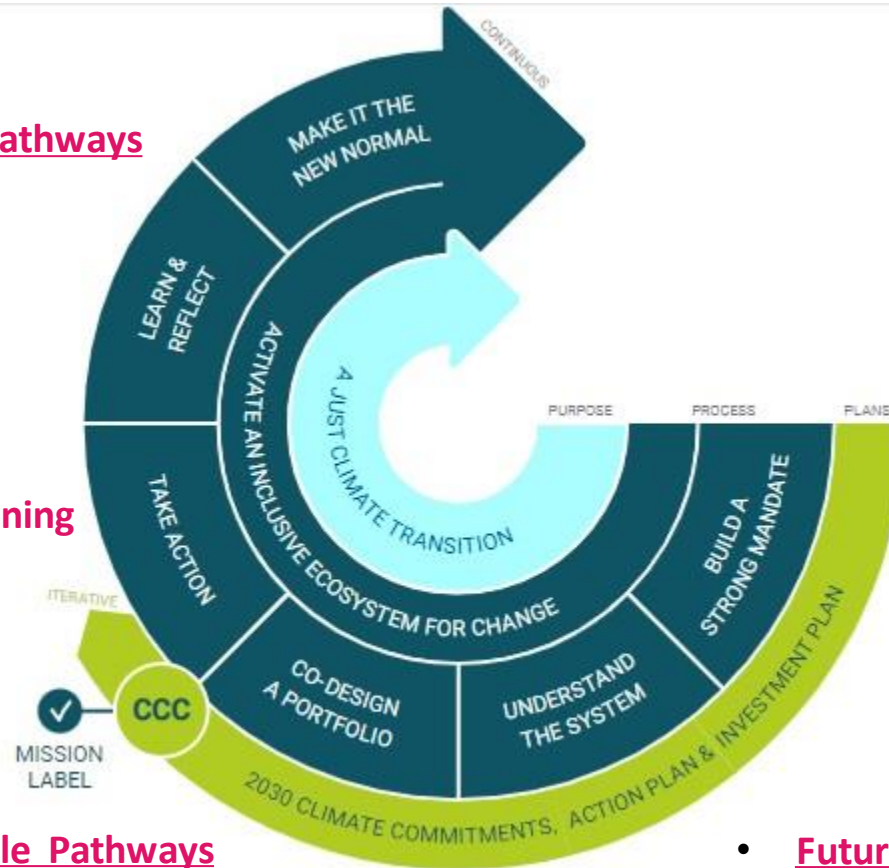 CONTINUOUS
MAKE IT THE
NEW NORMAL
athways
LEARN &
REFLECT
ACTIVATE AN INCLUSIVE ECOSYSTEM FOR CHANGE
A JUST CLIMATE TRANSITION
PURPOSE
PROCESS
PLANS
BUILD A
STRONG MANDATE
TAKE ACTION
ning
ITERATIVE
UNDERSTAND
THE SYSTEM
CO-DESIGN
A PORTFOLIO
CCC
MISSION
LABEL
2030 CLIMATE COMMITMENTS, ACTION PLAN & INVESTMENT PLAN
le Pathways
• Futur